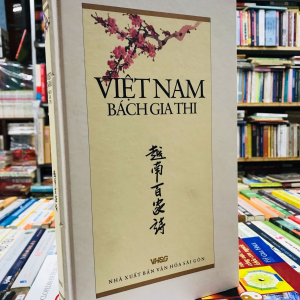 VIỆT NAM
BÁCH GIA THI
越南百家詩
VHSG
NHÀ XUẤT BẢN VĂN HÓA SÀI GÒN